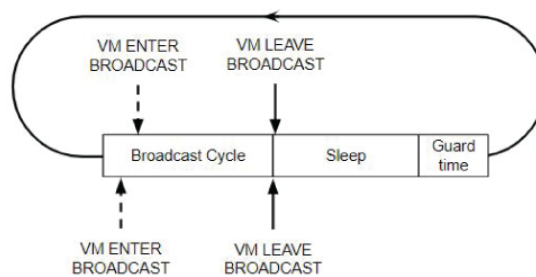 VM ENTER
BROADCAST
VM LEAVE
BROADCAST
Broadcast Cycle
Sleep
Guard
time
VM ENTER
BROADCAST
VM LEAVE
BROADCAST